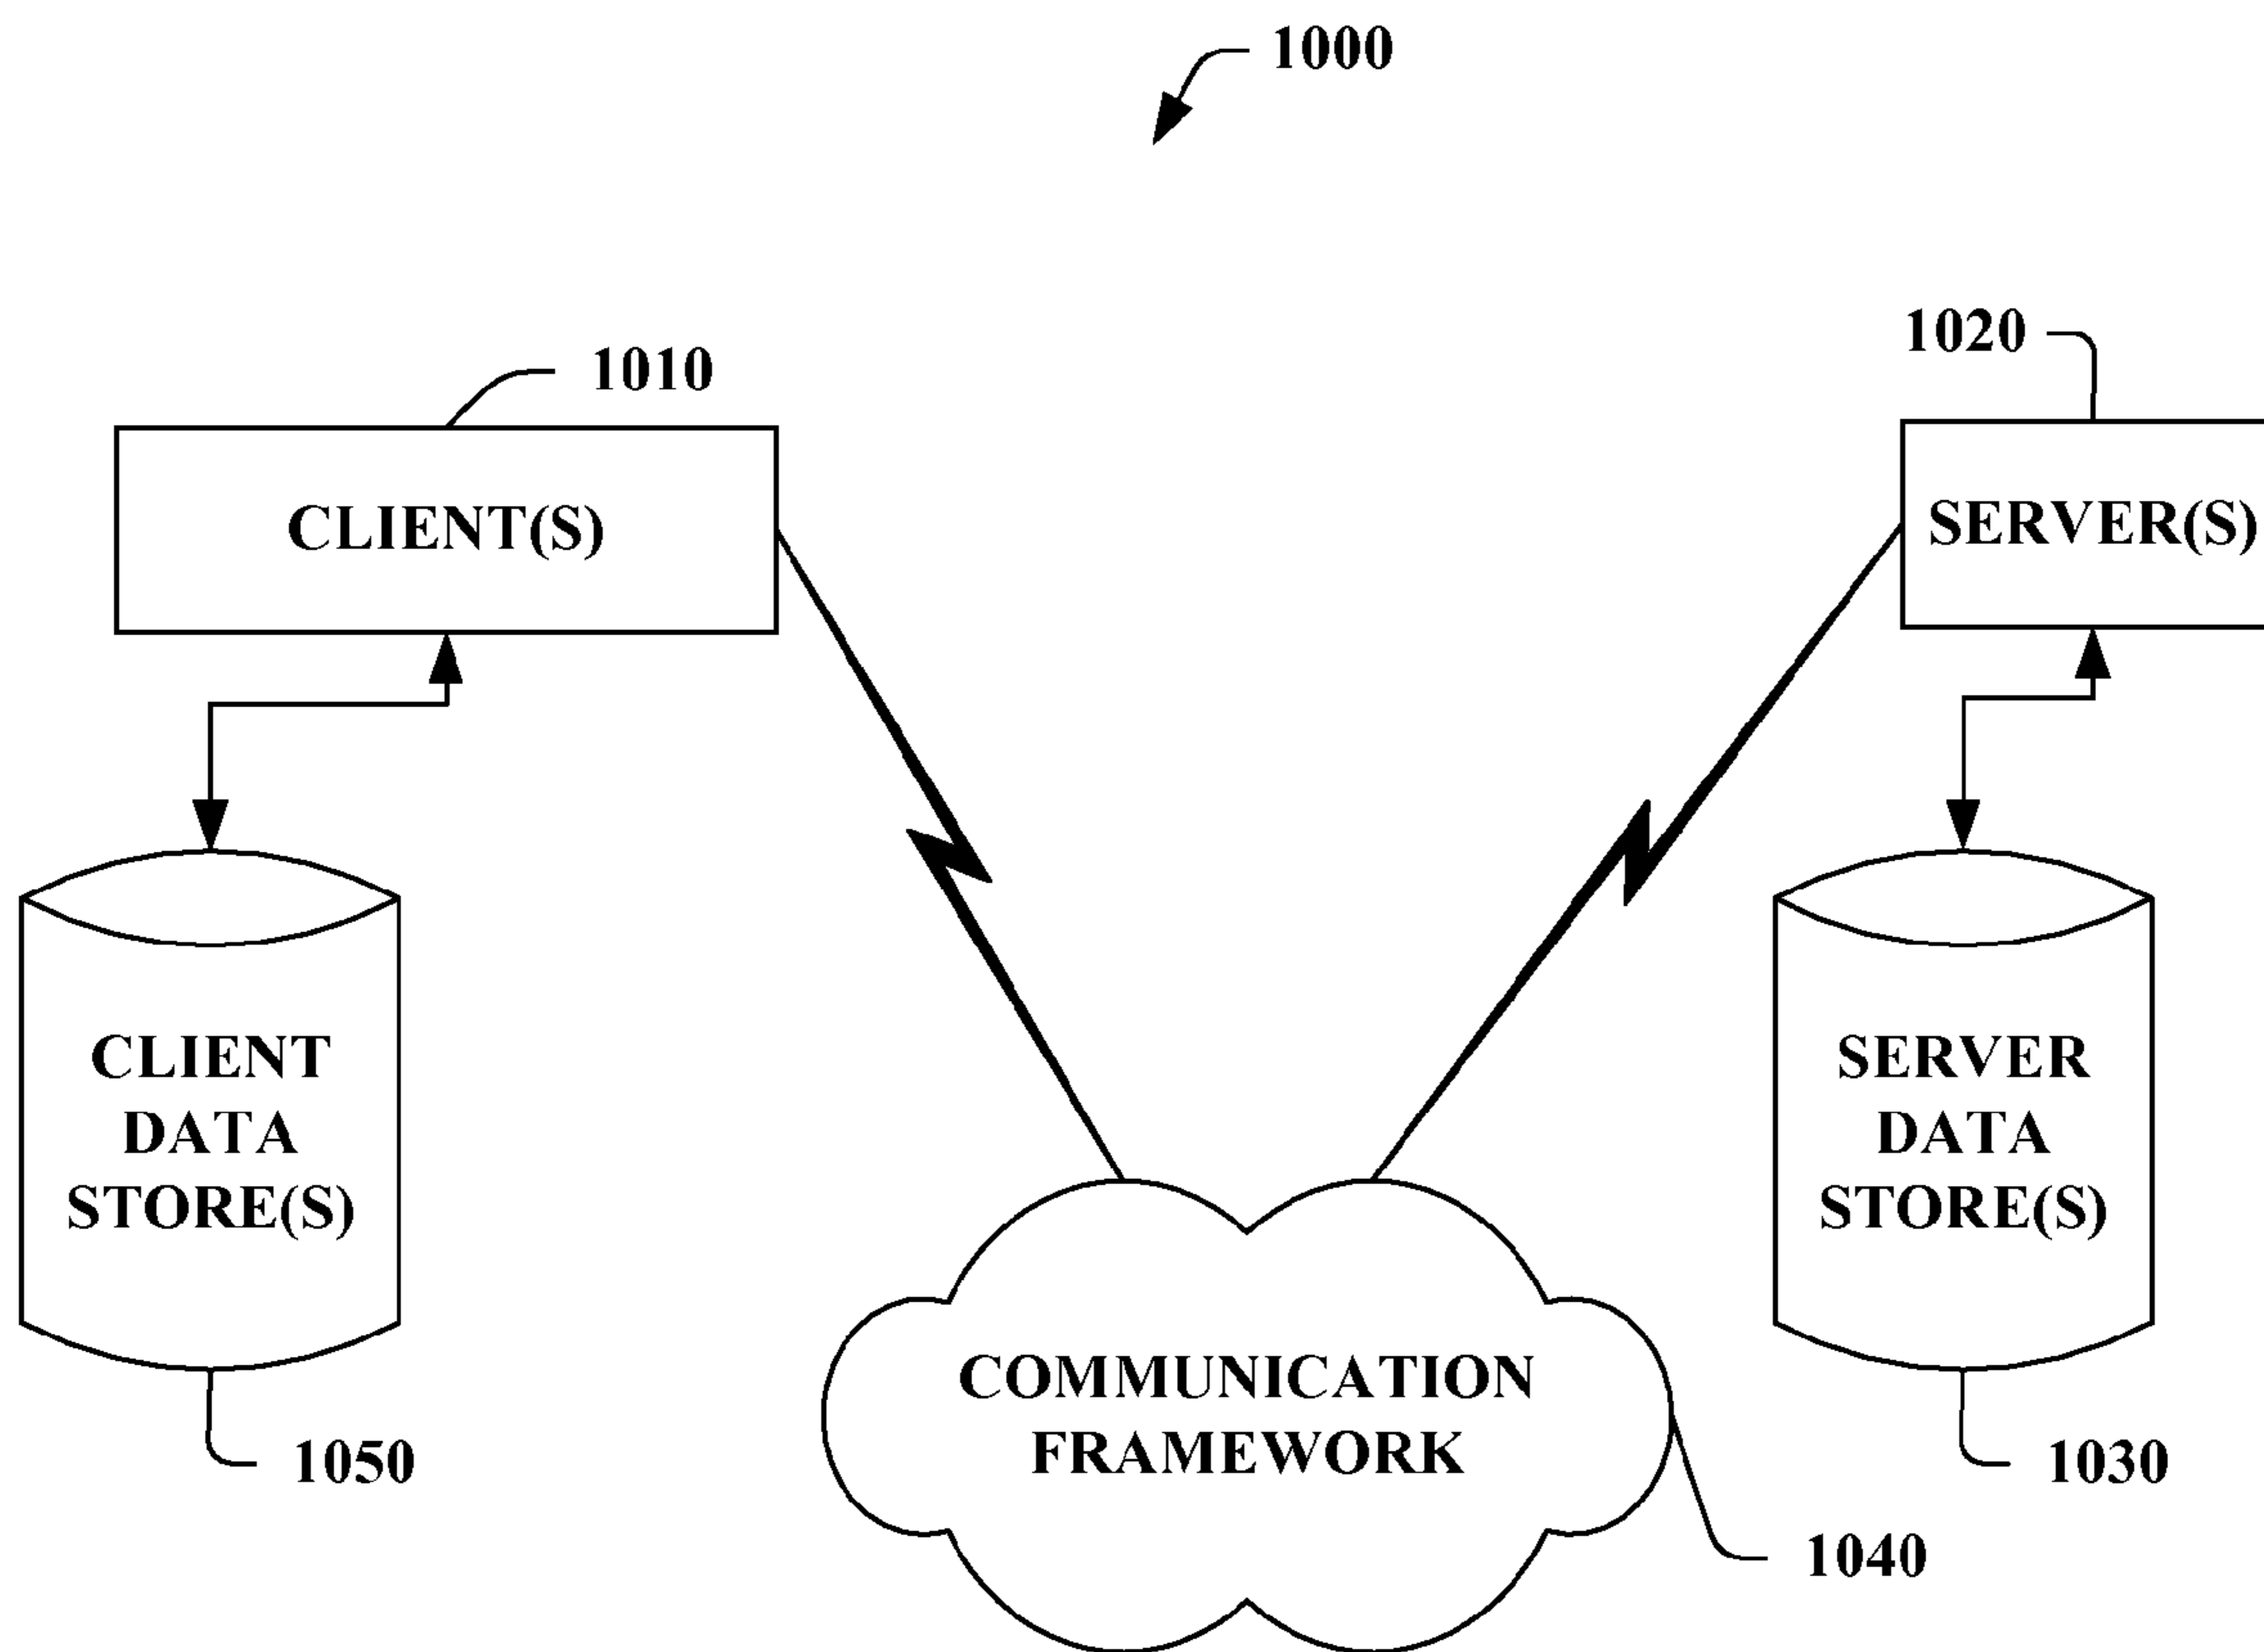 1000
1010
1020
CLIENT(S)
SERVER(S)
CLIENT
DATA
STORE(S)
SERVER
DATA
STORE(S)
COMMUNICATION
FRAMEWORK
1050
1030
1040